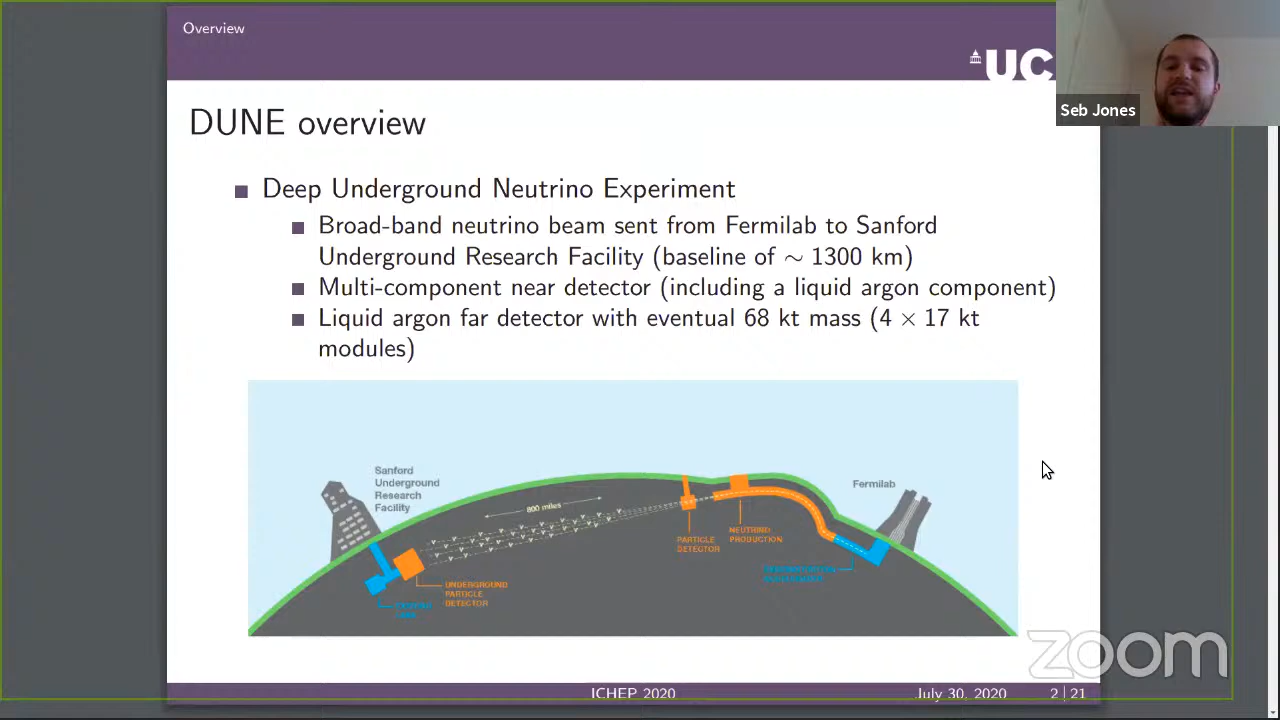 Overview
UC
Seb Jones
DUNE overview
Deep Underground Neutrino Experiment
Broad-band neutrino beam sent from Fermilab to Sanford
Underground Research Facility (baseline of ∼ 1300 km)
Multi-component near detector (including a liquid argon component)
Liquid argon far detector with eventual 68 kt mass (4 × 17 kt
modules)
Sanford
Underground
Research
Facility
Fermilab
800 miles
PARTICLE
DETECTOR
NEUTRINO
PRODUCTION
UNDERGROUND
PARTICLE
DETECTOR
zoom
ICHEP 2020
July 30, 2020
2 | 21